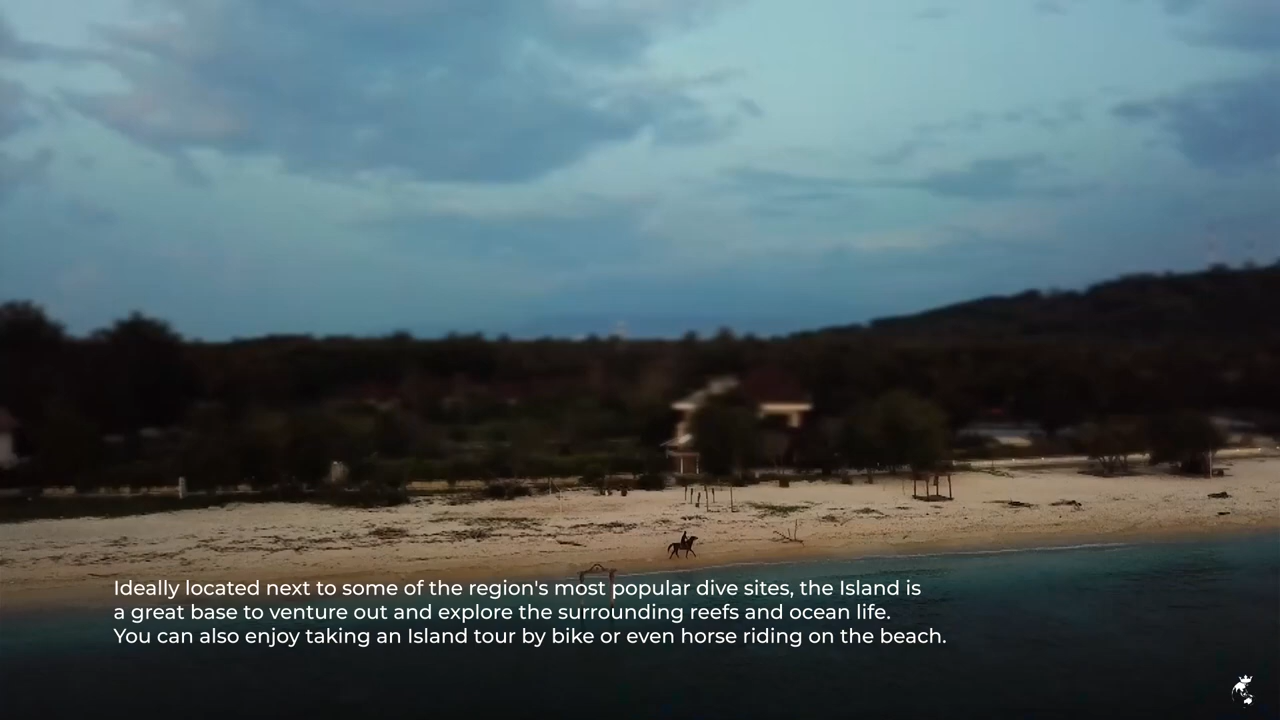 Ideally located next to some of the region's most popular dive sites, the Island is
a great base to venture out and explore the surrounding reefs and ocean life.
You can also enjoy taking an Island tour by bike or even horse riding on the beach.